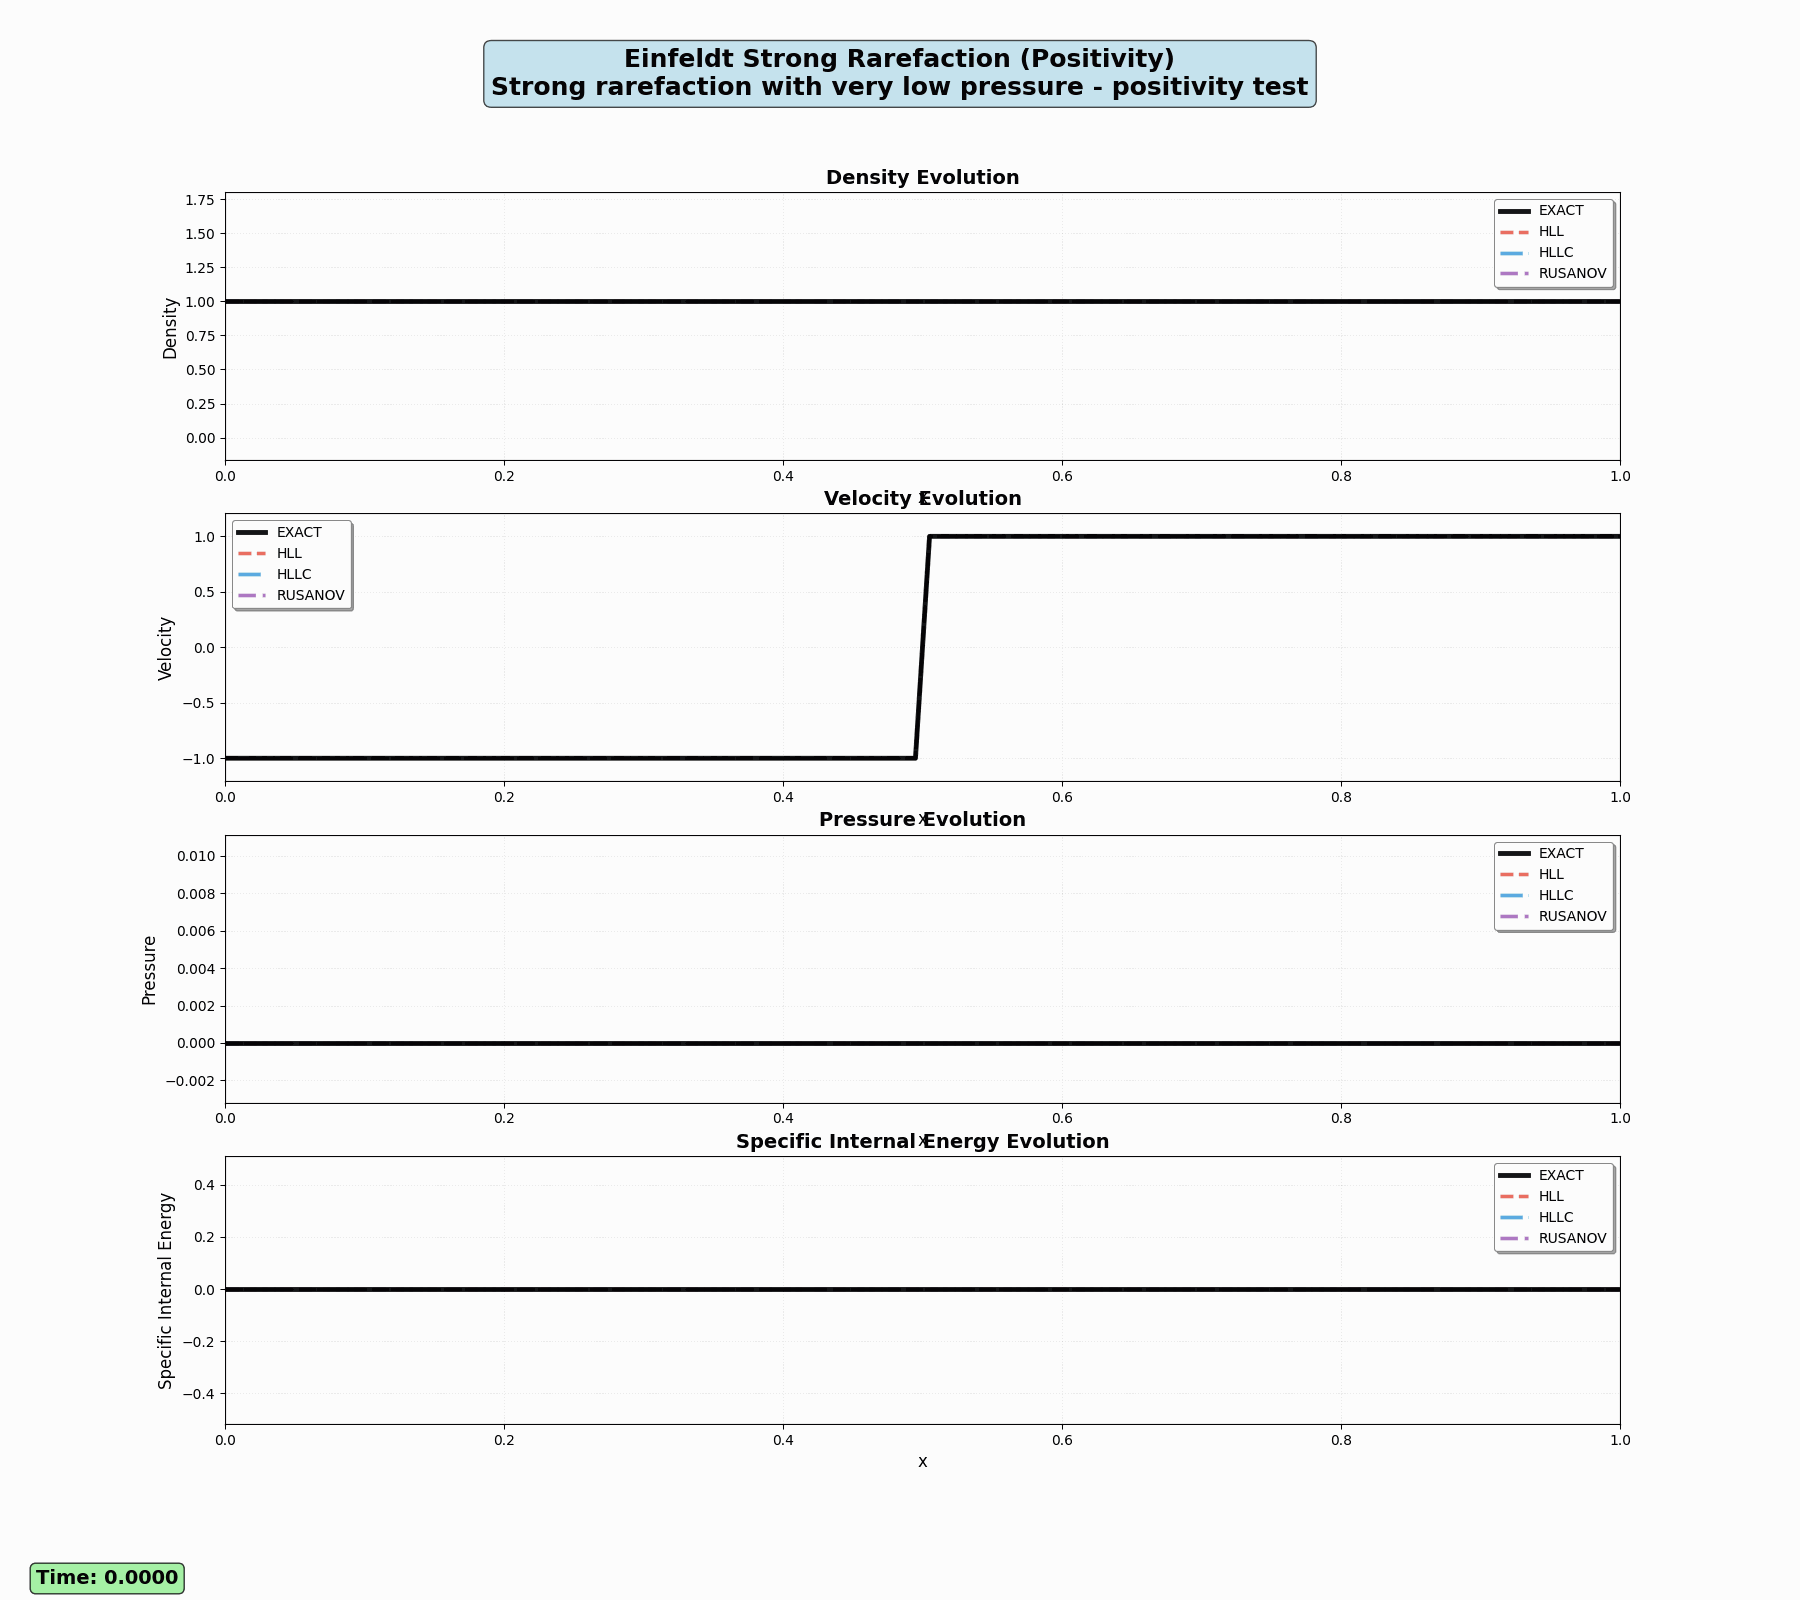 Einfeldt Strong Rarefaction (Positivity)
Strong rarefaction with very low pressure - positivity test
Density Evolution
Density
1.75
1.50
1.25
1.00
0.75
0.50
0.25
0.00
EXACT
HLL
HLLC
RUSANOV
0.0 0.2 0.4 0.6 0.8 1.0
x
Velocity Evolution
Velocity
1.0
0.5
0.0
−0.5
−1.0
EXACT
HLL
HLLC
RUSANOV
0.0 0.2 0.4 0.6 0.8 1.0
x
Pressure Evolution
Pressure
0.010
0.008
0.006
0.004
0.002
0.000
−0.002
EXACT
HLL
HLLC
RUSANOV
0.0 0.2 0.4 0.6 0.8 1.0
x
Specific Internal Energy Evolution
Specific Internal Energy
0.4
0.2
0.0
−0.2
−0.4
EXACT
HLL
HLLC
RUSANOV
0.0 0.2 0.4 0.6 0.8 1.0
x
Time: 0.0000